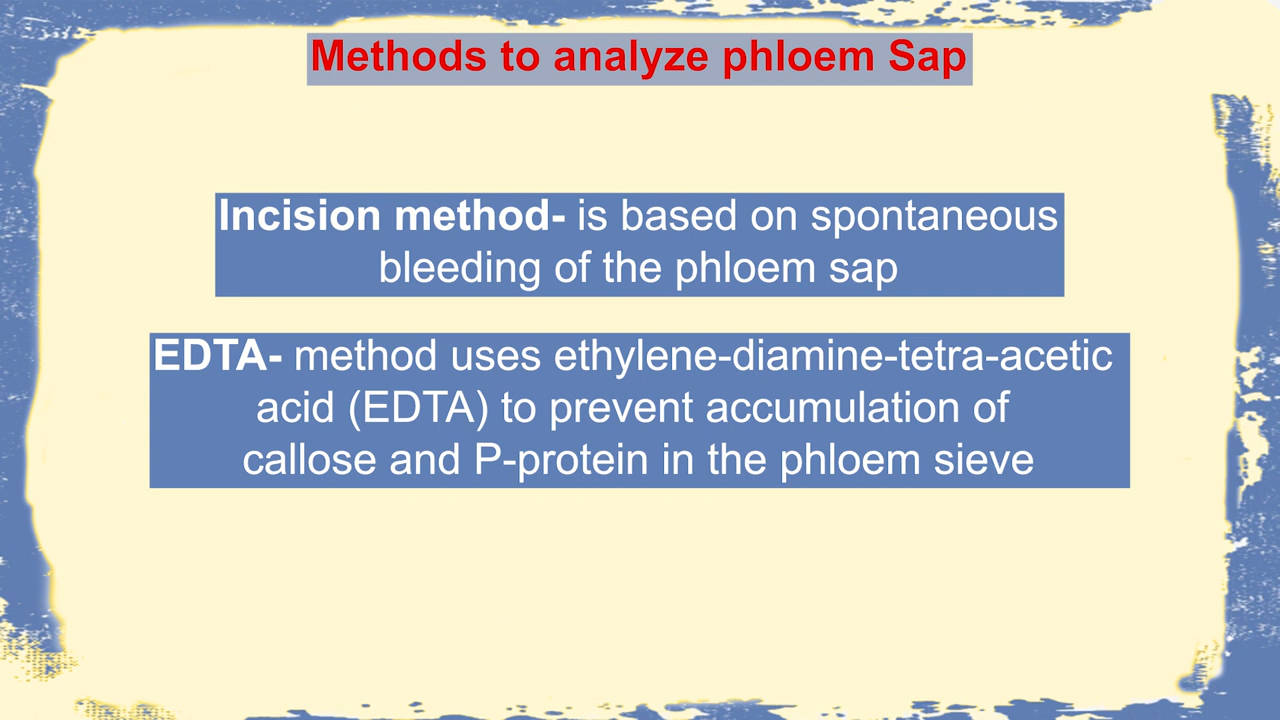 Methods to analyze phloem Sap
Incision method- is based on spontaneous
bleeding of the phloem sap
EDTA- method uses ethylene-diamine-tetra-acetic
acid (EDTA) to prevent accumulation of
callose and P-protein in the phloem sieve